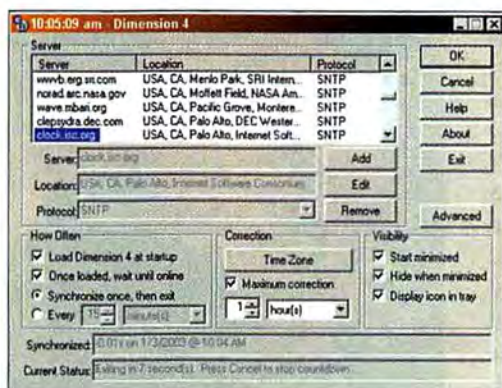 10:05:09 am - Dimension 4
Server
Server Location Protocol
wwvb.erg.sri.com USA, CA, Menlo Park, SRI Intern... SNTP
norad.arc.nasa.gov USA, CA, Moffett Field, NASA Am... SNTP
wave.mbari.org USA, CA, Pacific Grove, Montere... SNTP
clepsydra.dec.com USA, CA, Palo Alto, DEC Wester... SNTP
clock.isc.org USA, CA, Palo Alto, Internet Soft... SNTP
Server: clock.isc.org
Location: USA, CA, Palo Alto, Internet Software Consortium
Protocol: SNTP
Add
Edit
Remove
OK
Cancel
Help
About
Exit
Advanced
How Often
Load Dimension 4 at startup
Once loaded, wait until online
Synchronize once, then exit
Every 15 minute(s)
Correction
Time Zone
Maximum correction
1 hour(s)
Visibility
Start minimized
Hide when minimized
Display icon in tray
Synchronized: -0.01s on 1/3/2003 @ 10:04 AM
Current Status: Exiting in 7 second(s). Press Cancel to stop countdown.